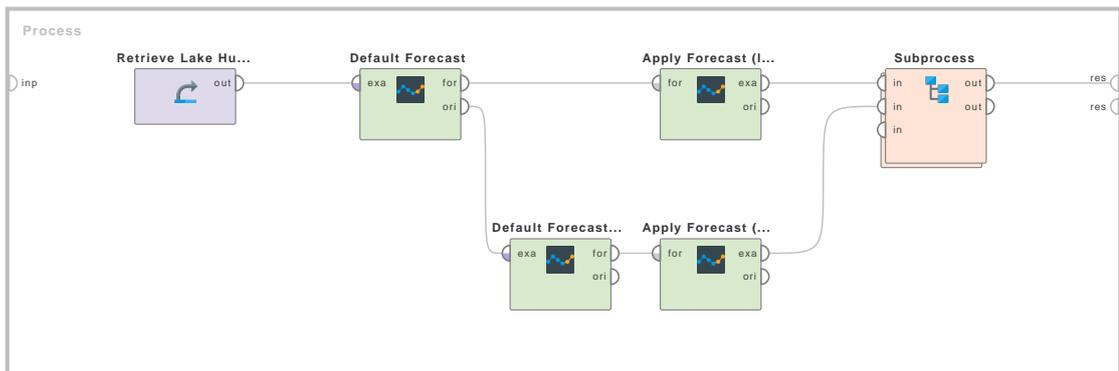 Process
inp
Retrieve Lake Hu...
out
Default Forecast
exa
for
ori
Apply Forecast (I...
for
exa
ori
Subprocess
in
in
in
out
out
res
res
Default Forecast...
exa
for
ori
Apply Forecast (...
for
exa
ori